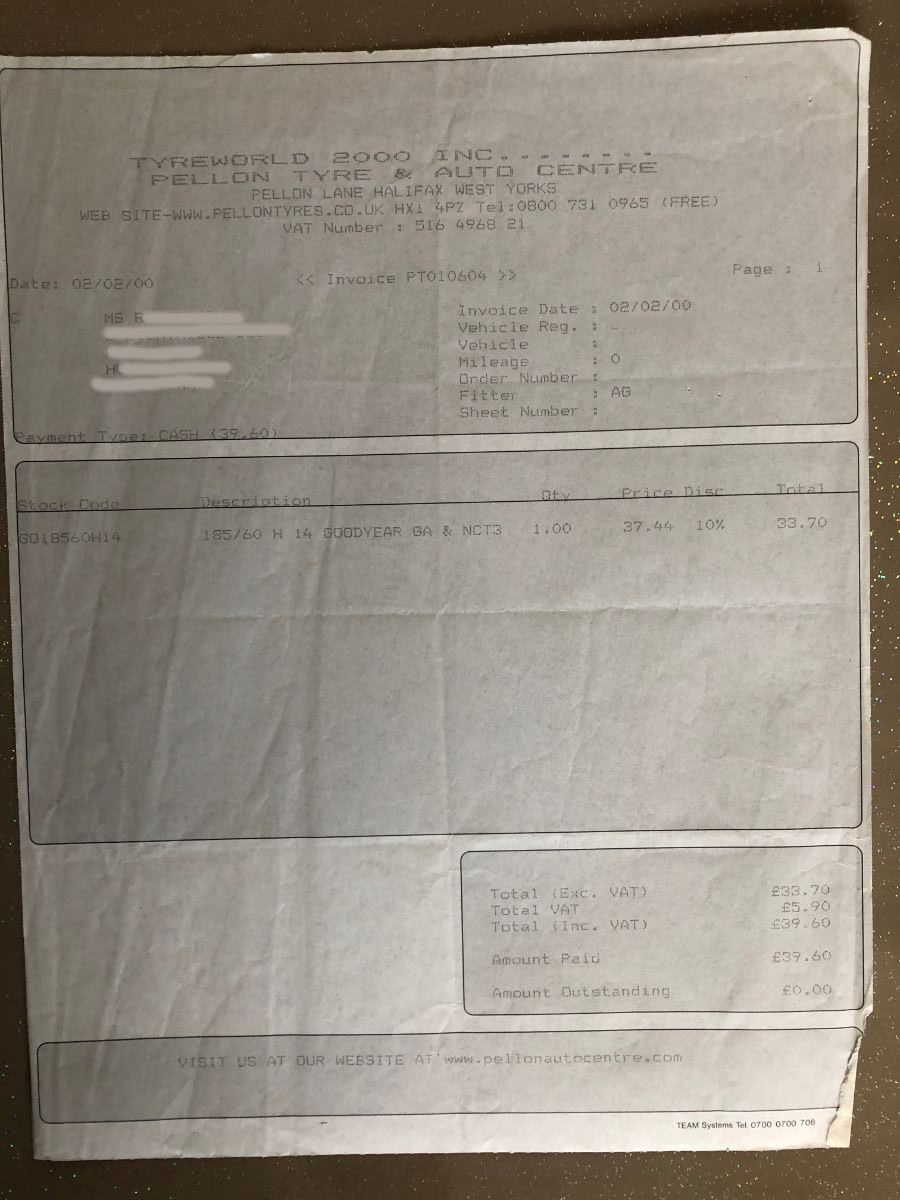 TYREWORLD 2000 INC........
PELLON TYRE & AUTO CENTRE
PELLON LANE HALIFAX WEST YORKS
WEB SITE-WWW.PELLONTYRES.CO.UK HX1 4PZ Tel:0800 731 0965 (FREE)
VAT Number : 516 4968 21
Date: 02/02/00 << Invoice PT010604 >> Page : 1
C MS R
H
Invoice Date : 02/02/00
Vehicle Reg. :
Vehicle :
Mileage : 0
Order Number :
Fitter : AG
Sheet Number :
Payment Type: CASH (39.60)
Stock Code Description Qty Price Disc Total
GO18560H14 185/60 H 14 GOODYEAR GA & NCT3 1.00 37.44 10% 33.70
Total (Exc. VAT) £33.70
Total VAT £5.90
Total (Inc. VAT) £39.60
Amount Paid £39.60
Amount Outstanding £0.00
VISIT US AT OUR WEBSITE AT www.pellonautocentre.com
TEAM Systems Tel. 0700 0700 706